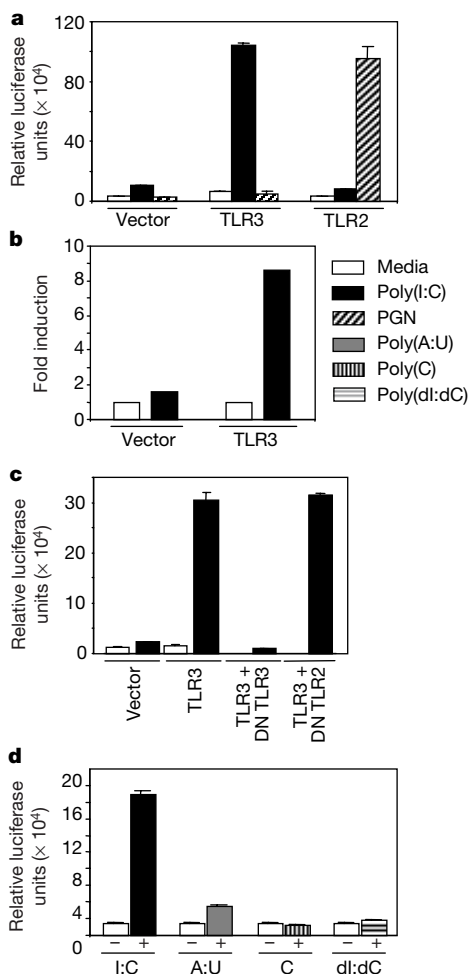 a
Relative luciferase
units (× 10⁴)
120
80
40
0
Vector
TLR3
TLR2
b
Fold induction
10
8
6
4
2
0
Vector
TLR3
Media
Poly(I:C)
PGN
Poly(A:U)
Poly(C)
Poly(dI:dC)
c
Relative luciferase
units (× 10⁴)
30
20
10
0
Vector
TLR3
TLR3 +
DN TLR3
TLR3 +
DN TLR2
d
Relative luciferase
units (× 10⁴)
20
16
12
8
4
2
0
− + − + − + − +
I:C A:U C dI:dC